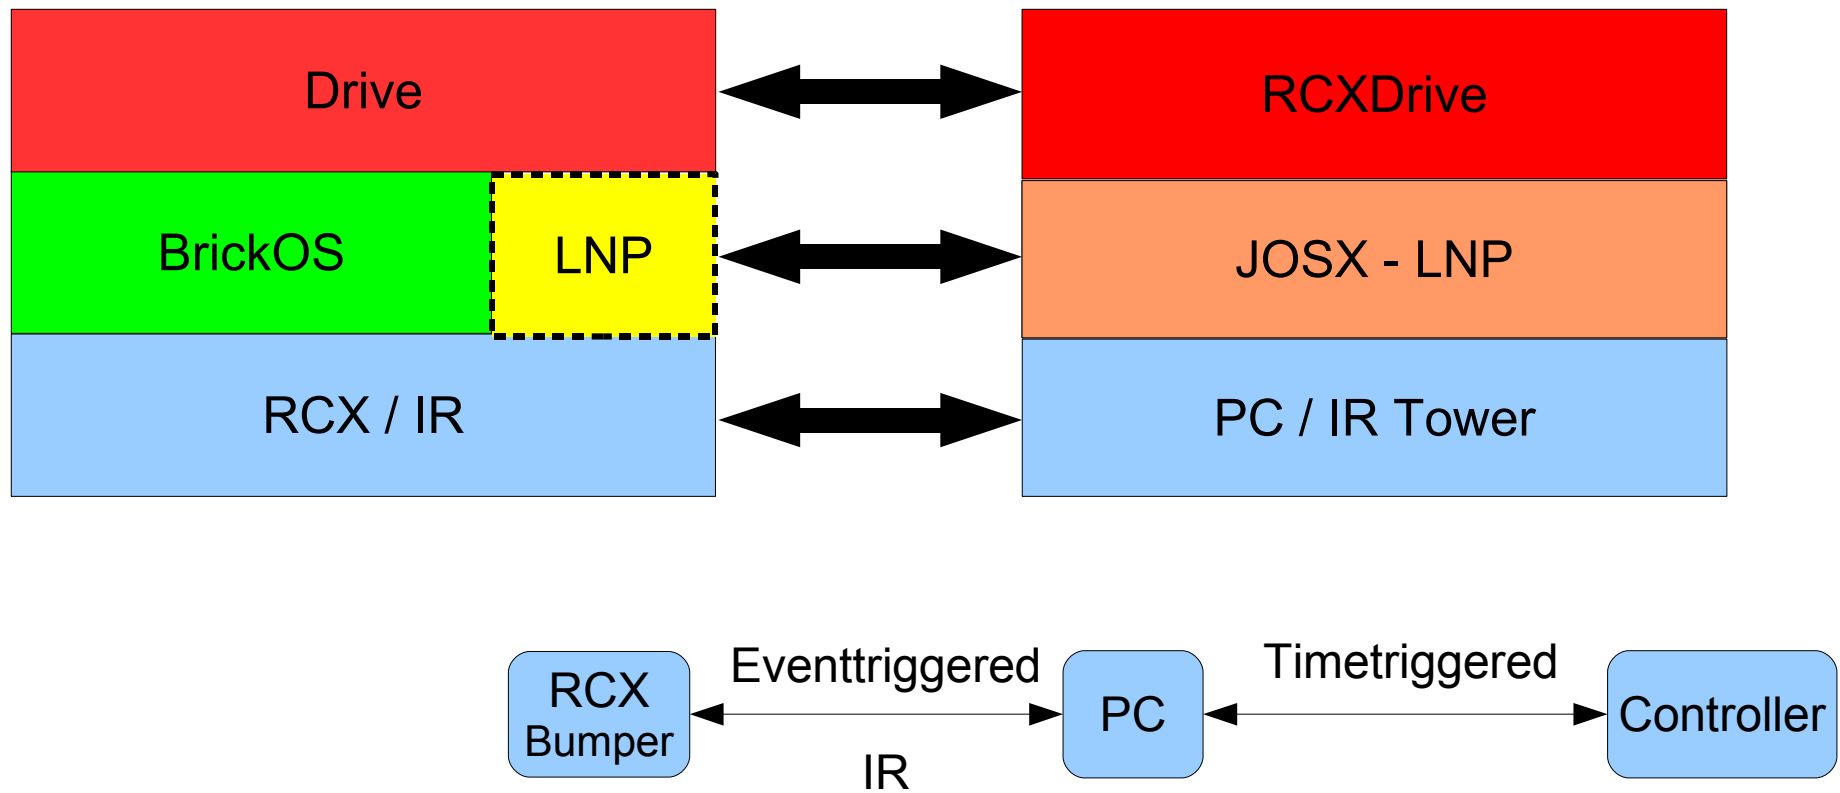 Drive
RCXDrive
BrickOS
LNP
JOSX - LNP
RCX / IR
PC / IR Tower
RCX
Bumper
Eventtriggered
IR
PC
Timetriggered
Controller